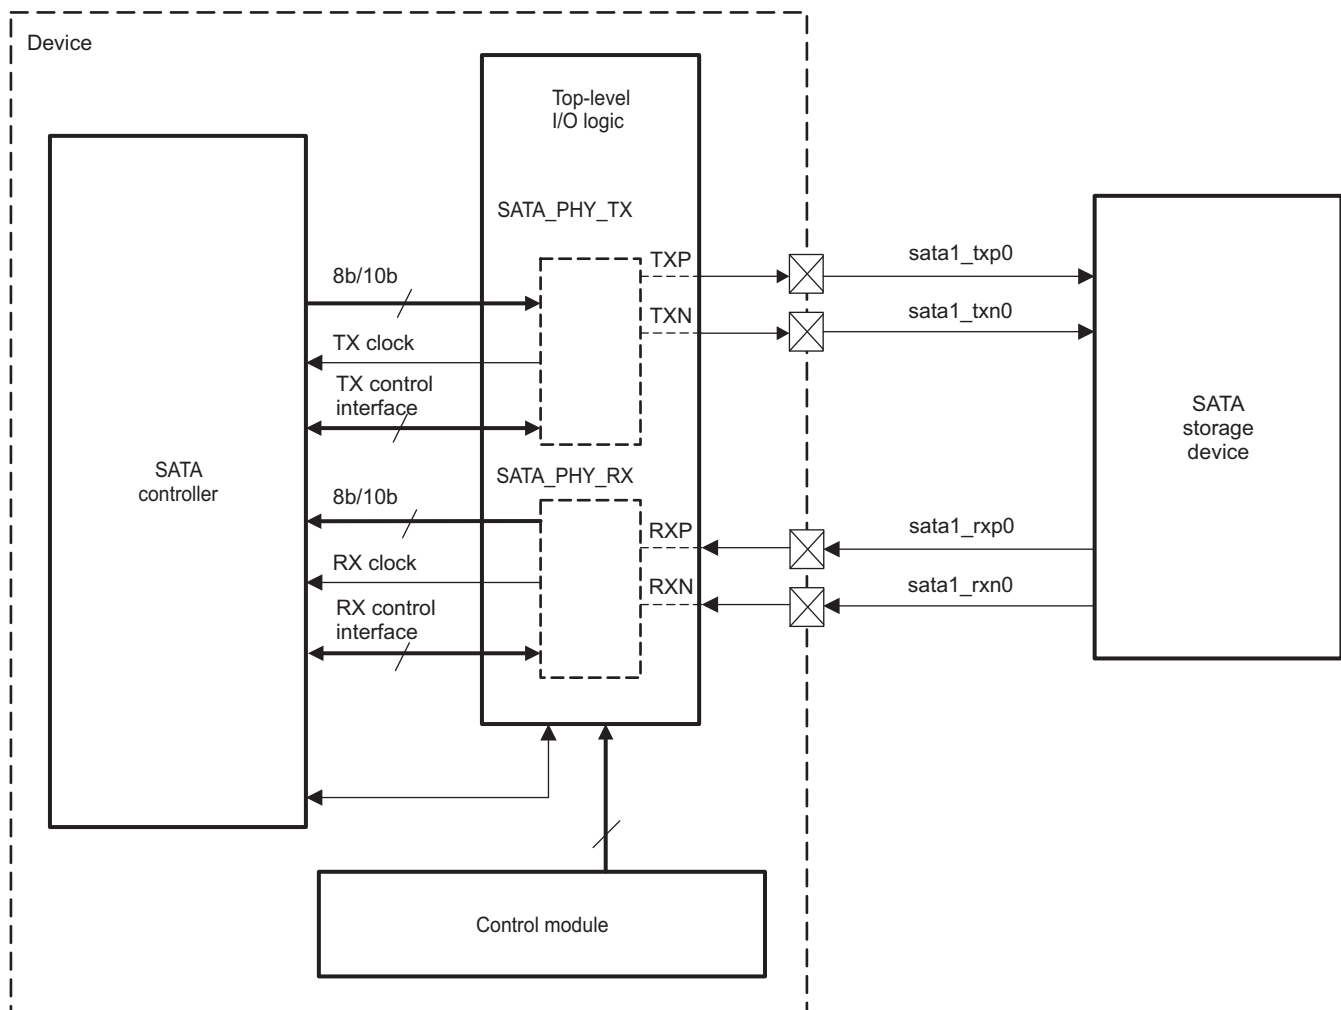 Device
Top-level
I/O logic
SATA_PHY_TX
8b/10b
TXP
sata1_txp0
TXN
sata1_txn0
TX clock
TX control
interface
SATA
storage
device
SATA
controller
SATA_PHY_RX
8b/10b
RXP
sata1_rxp0
RX clock
RXN
sata1_rxn0
RX control
interface
Control module